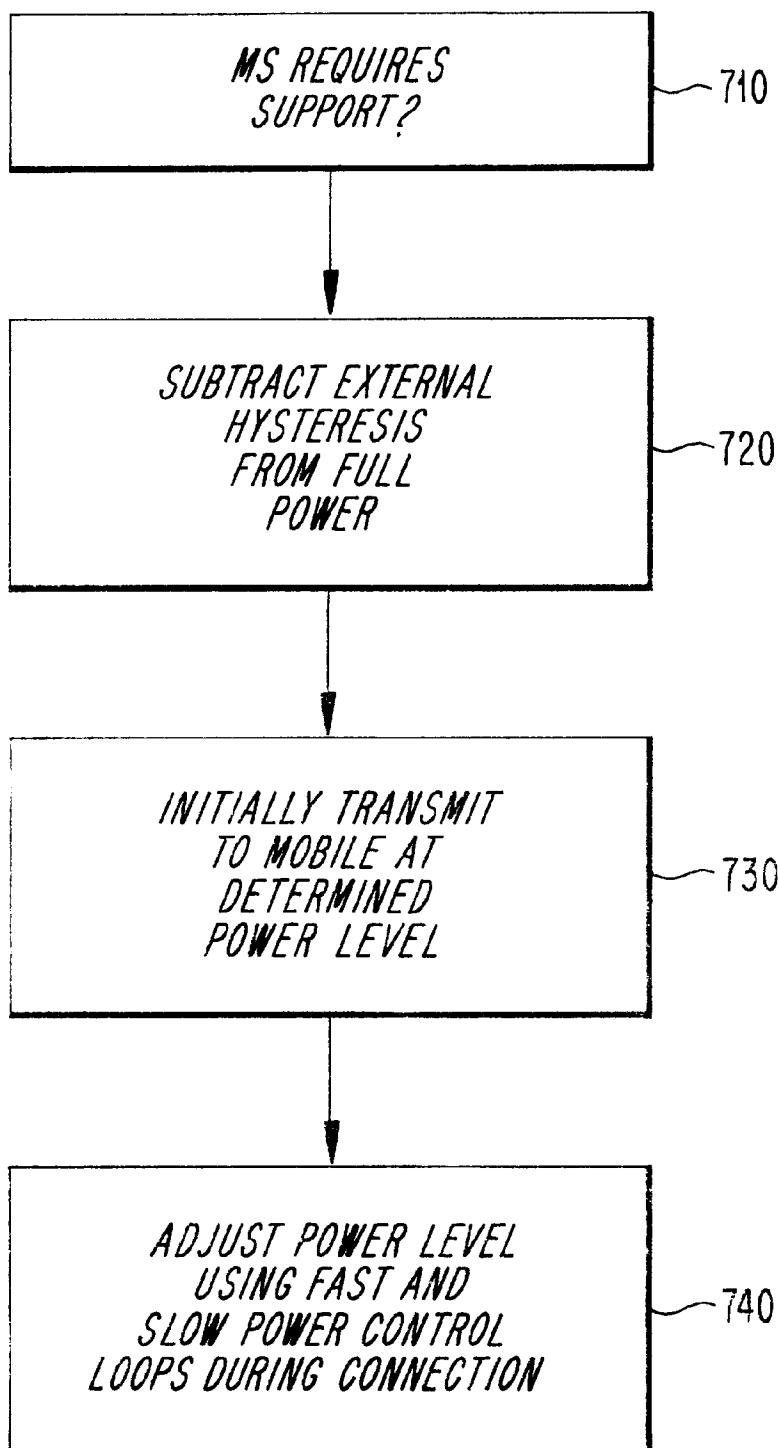 MS REQUIRES
SUPPORT?
710
SUBTRACT EXTERNAL
HYSTERESIS
FROM FULL
POWER
720
INITIALLY TRANSMIT
TO MOBILE AT
DETERMINED
POWER LEVEL
730
ADJUST POWER LEVEL
USING FAST AND
SLOW POWER CONTROL
LOOPS DURING CONNECTION
740